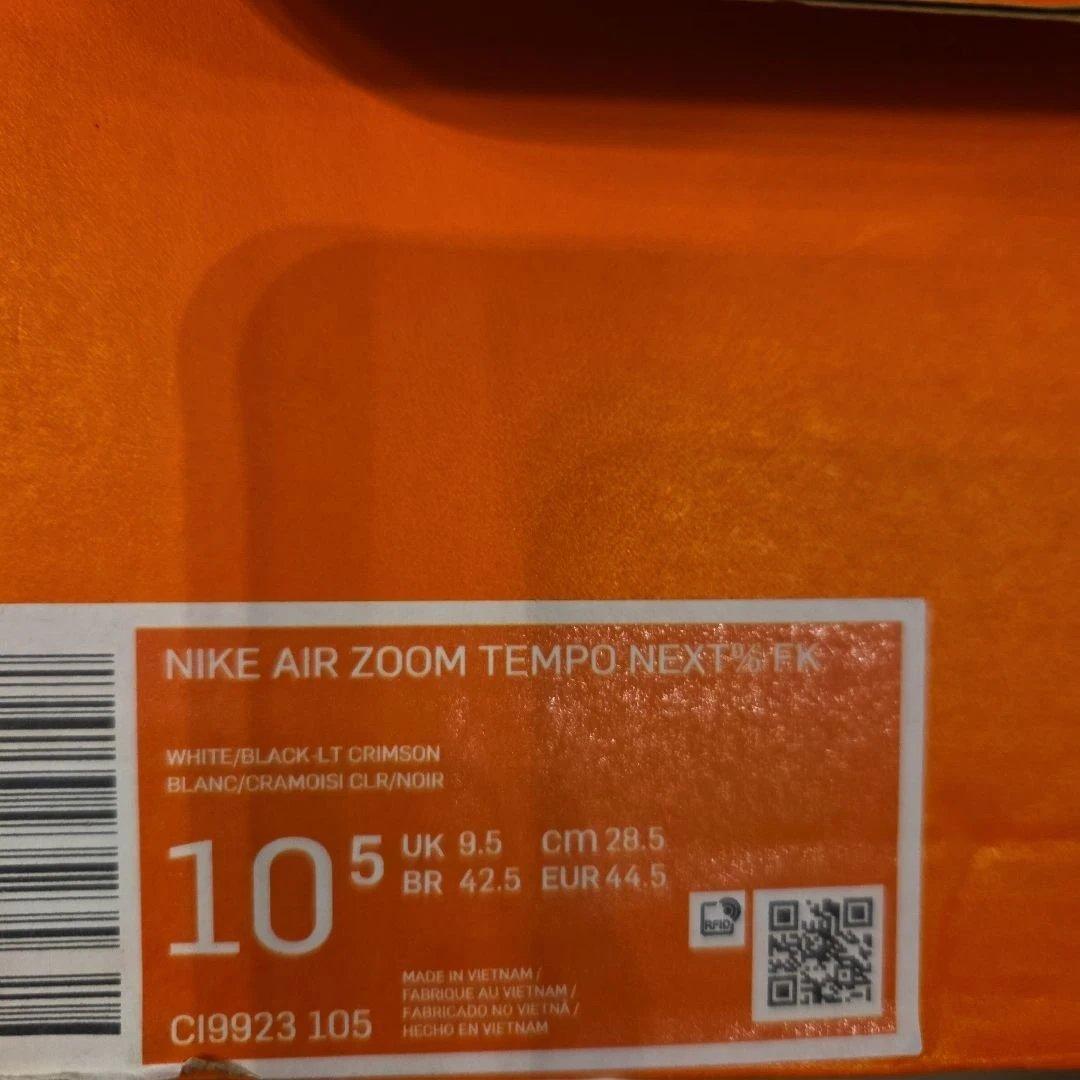 NIKE AIR ZOOM TEMPO NEXT% FK
WHITE/BLACK-LT CRIMSON
BLANC/CRAMOISI CLR/NOIR
10 5
UK 9.5 cm 28.5
BR 42.5 EUR 44.5
RFID
MADE IN VIETNAM /
FABRIQUE AU VIETNAM /
FABRICADO NO VIETNÃ /
HECHO EN VIETNAM
CI9923 105